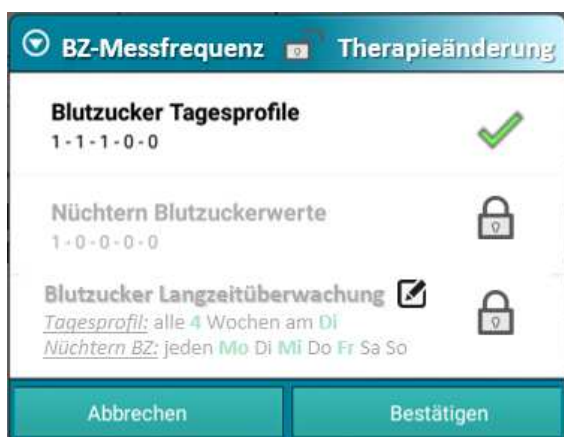 BZ-Messfrequenz Therapieänderung
Blutzucker Tagesprofile
1-1-1-0-0
Nüchtern Blutzuckerwerte
1-0-0-0-0
Blutzucker Langzeitüberwachung
Tagesprofil: alle 4 Wochen am Di
Nüchtern BZ: jeden Mo Di Mi Do Fr Sa So
Abbrechen Bestätigen